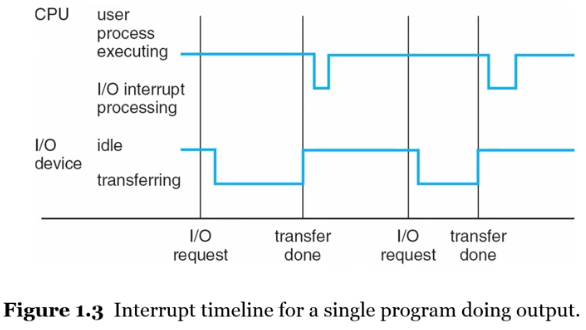 CPU
user
process
executing
I/O interrupt
processing
I/O
device
idle
transferring
I/O
request
transfer
done
I/O
request
transfer
done
Figure 1.3 Interrupt timeline for a single program doing output.